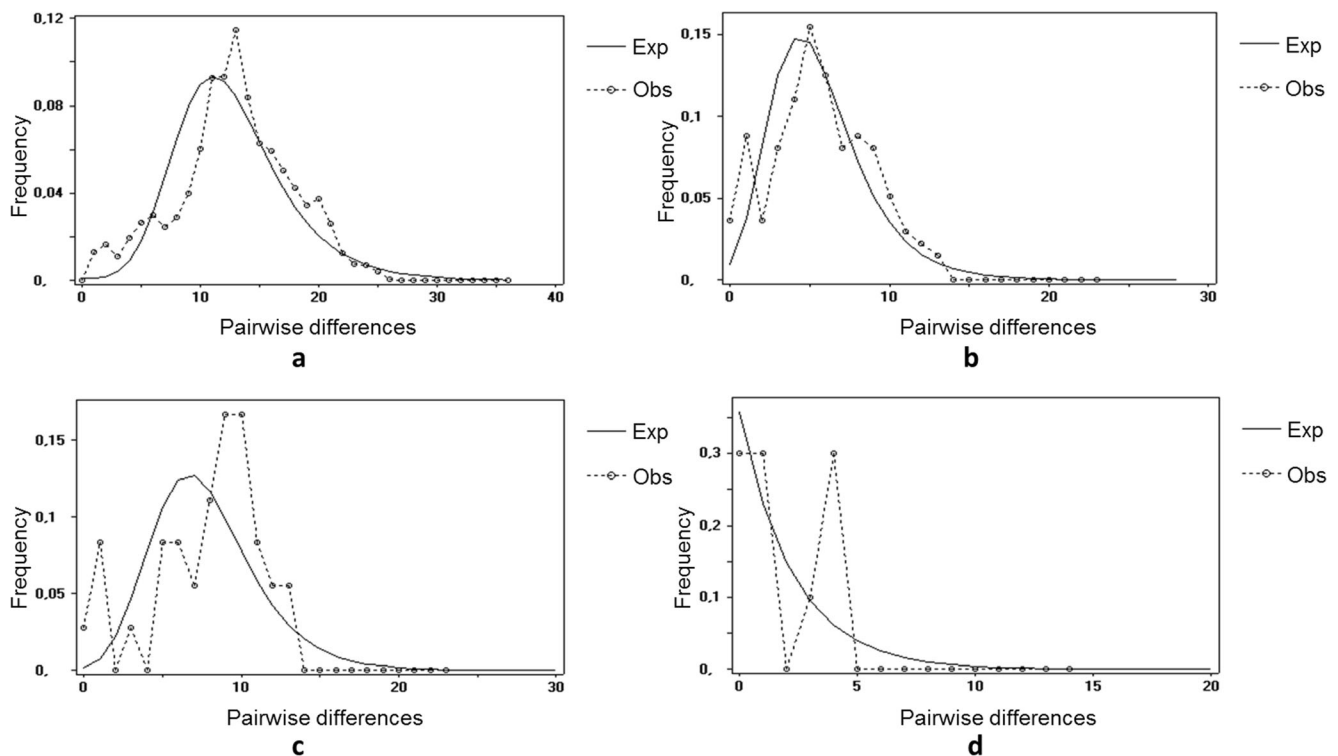 0,12
0,08
0,04
0,
Frequency
0 10 20 30 40
Pairwise differences
Exp
Obs
a
0,15
0,1
0,05
0,
Frequency
0 10 20 30
Pairwise differences
Exp
Obs
b
0,15
0,1
0,05
0,
Frequency
0 10 20 30
Pairwise differences
Exp
Obs
c
0,3
0,2
0,1
0,
Frequency
0 5 10 15 20
Pairwise differences
Exp
Obs
d